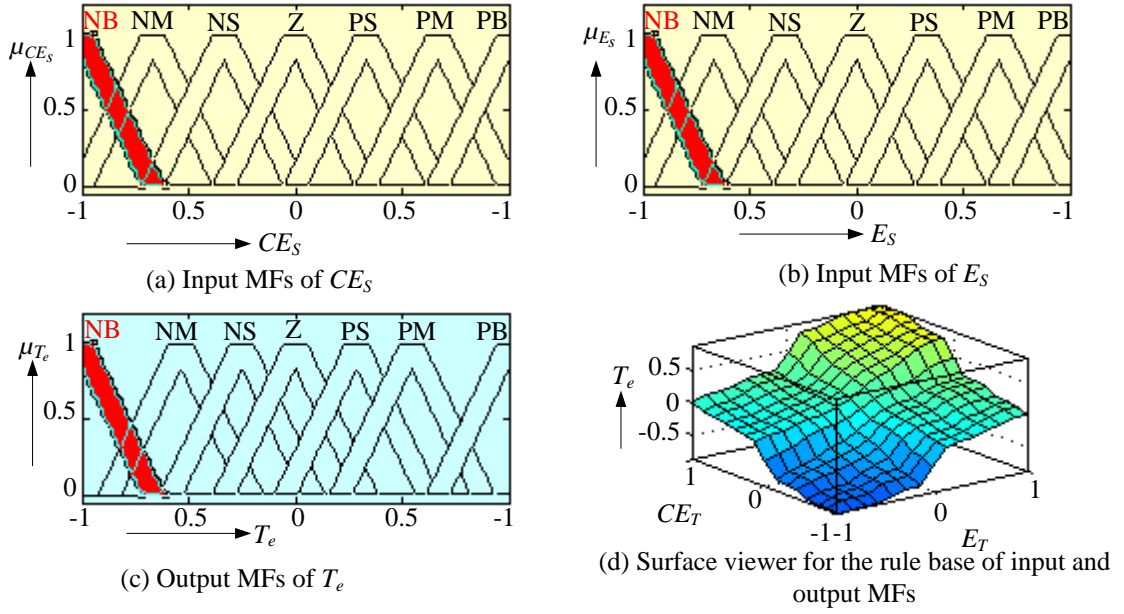 NB NM NS Z PS PM PB
μCES
1
0.5
0
-1 0.5 0 0.5 -1
CES
(a) Input MFs of CES
NB NM NS Z PS PM PB
μES
1
0.5
0
-1 0.5 0 0.5 -1
ES
(b) Input MFs of ES
NB NM NS Z PS PM PB
μTe
1
0.5
0
-1 0.5 0 0.5 -1
Te
(c) Output MFs of Te
Te
0.5
0
-0.5
1 0 -1 -1 0 1
CET
ET
(d) Surface viewer for the rule base of input and
output MFs